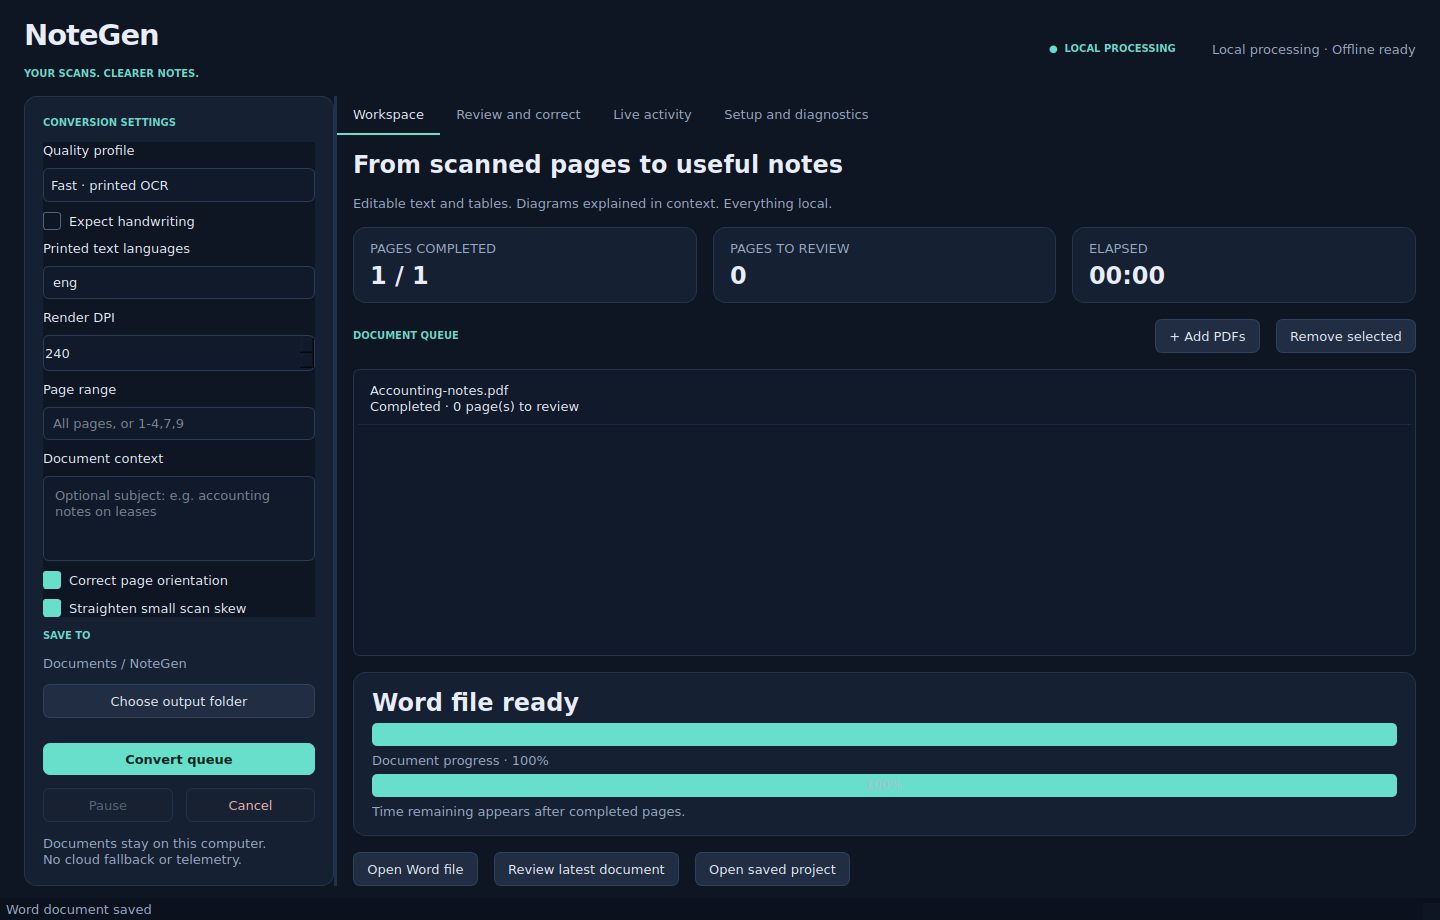 NoteGen
YOUR SCANS. CLEARER NOTES.
LOCAL PROCESSING
Local processing · Offline ready
CONVERSION SETTINGS
Quality profile
Fast · printed OCR
Expect handwriting
Printed text languages
eng
Render DPI
240
Page range
All pages, or 1-4,7,9
Document context
Optional subject: e.g. accounting
notes on leases
Correct page orientation
Straighten small scan skew
SAVE TO
Documents / NoteGen
Choose output folder
Convert queue
Pause
Cancel
Documents stay on this computer.
No cloud fallback or telemetry.
Workspace
Review and correct
Live activity
Setup and diagnostics
From scanned pages to useful notes
Editable text and tables. Diagrams explained in context. Everything local.
PAGES COMPLETED
1 / 1
PAGES TO REVIEW
0
ELAPSED
00:00
DOCUMENT QUEUE
+ Add PDFs
Remove selected
Accounting-notes.pdf
Completed · 0 page(s) to review
Word file ready
Document progress · 100%
100%
Time remaining appears after completed pages.
Open Word file
Review latest document
Open saved project
Word document saved